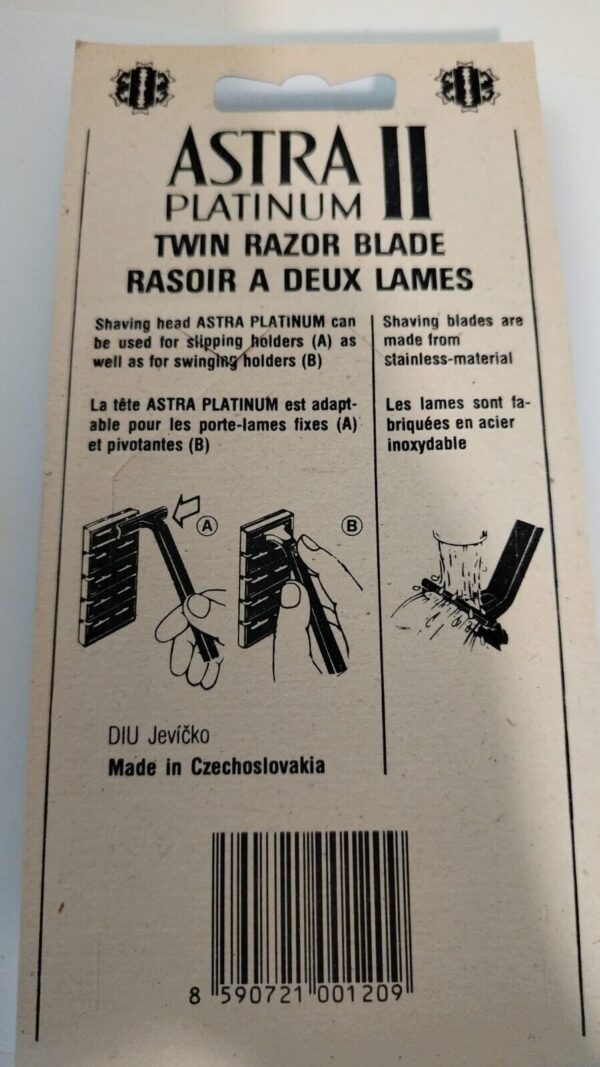 ASTRA II
PLATINUM
TWIN RAZOR BLADE
RASOIR A DEUX LAMES
Shaving head ASTRA PLATINUM can
be used for slipping holders (A) as
well as for swinging holders (B)
La tête ASTRA PLATINUM est adapt-
able pour les porte-lames fixes (A)
et pivotantes (B)
Shaving blades are
made from
stainless-material
Les lames sont fa-
briquées en acier
inoxydable
A
B
DIU Jevíčko
Made in Czechoslovakia
8 590721 001209